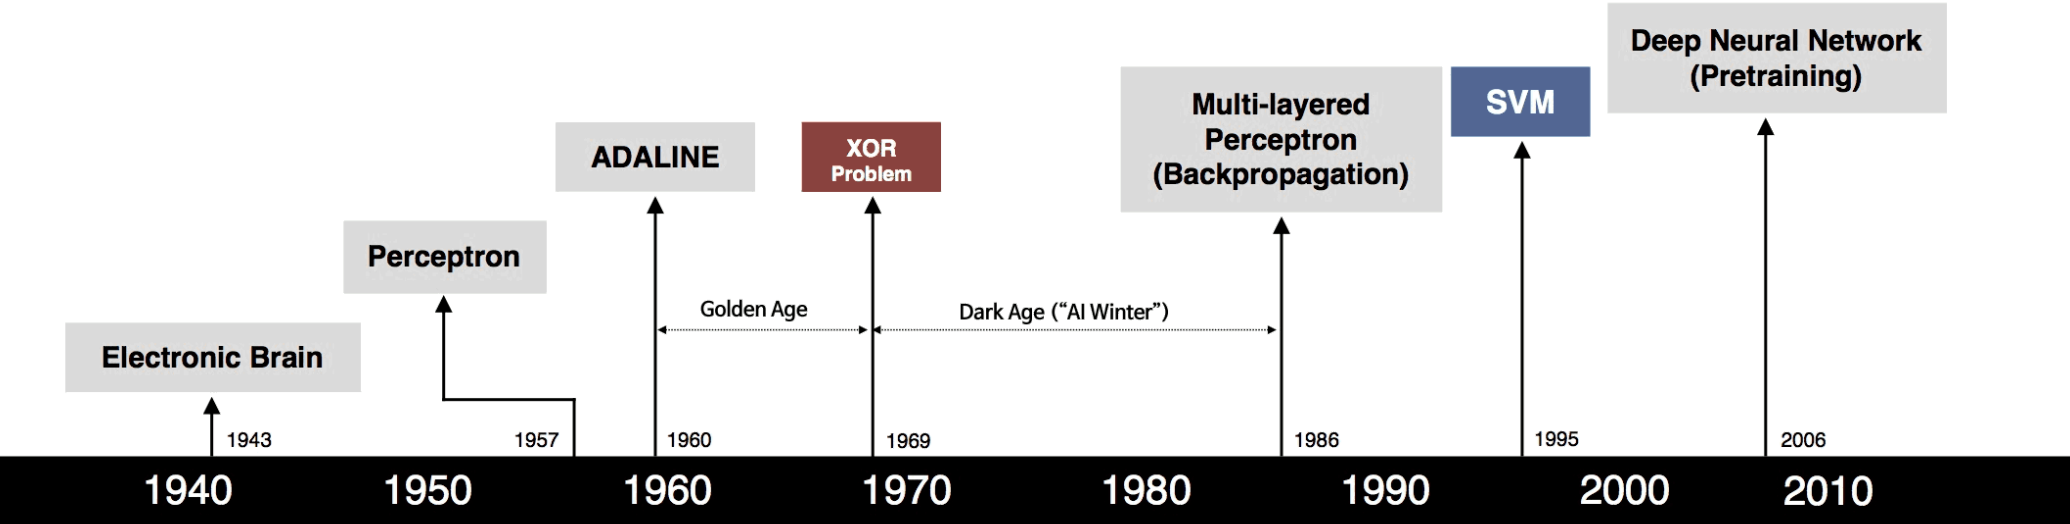 Deep Neural Network
(Pretraining)
Multi-layered
Perceptron
(Backpropagation)
SVM
ADALINE
XOR
Problem
Perceptron
Golden Age
Dark Age (“AI Winter”)
Electronic Brain
1943
1957
1960
1969
1986
1995
2006
1940
1950
1960
1970
1980
1990
2000
2010